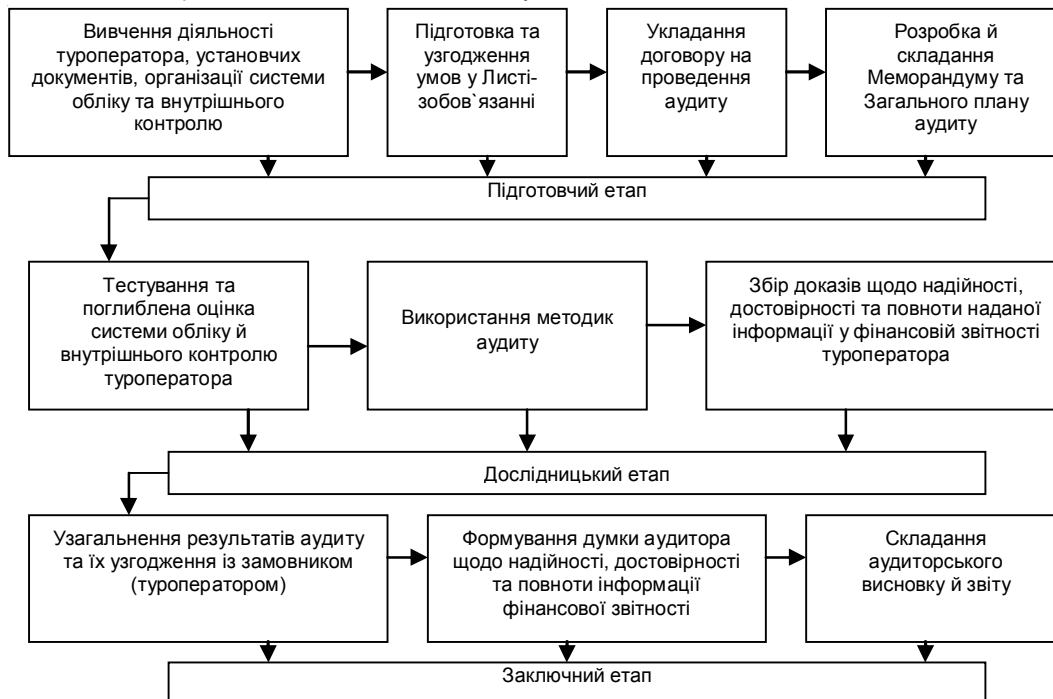 Вивчення діяльності
туроператора, установчих
документів, організації системи
обліку та внутрішнього
контролю
Підготовка та
узгодження
умов у Листі-
зобов`язанні
Укладання
договору на
проведення
аудиту
Розробка й
складання
Меморандуму та
Загального плану
аудиту
Підготовчий етап
Тестування та
поглиблена оцінка
системи обліку й
внутрішнього контролю
туроператора
Використання методик
аудиту
Збір доказів щодо надійності,
достовірності та повноти наданої
інформації у фінансовій звітності
туроператора
Дослідницький етап
Узагальнення результатів аудиту
та їх узгодження із замовником
(туроператором)
Формування думки аудитора
щодо надійності, достовірності
та повноти інформації
фінансової звітності
Складання
аудиторського
висновку й звіту
Заключний етап